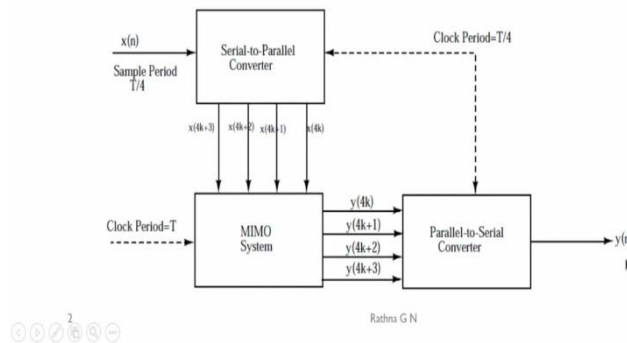 x(n)
Sample Period
T/4
Serial-to-Parallel
Converter
Clock Period=T/4
x(4k+3) x(4k+2) x(4k+1) x(4k)
Clock Period=T
MIMO
System
y(4k)
y(4k+1)
y(4k+2)
y(4k+3)
Parallel-to-Serial
Converter
2
Rathna G N